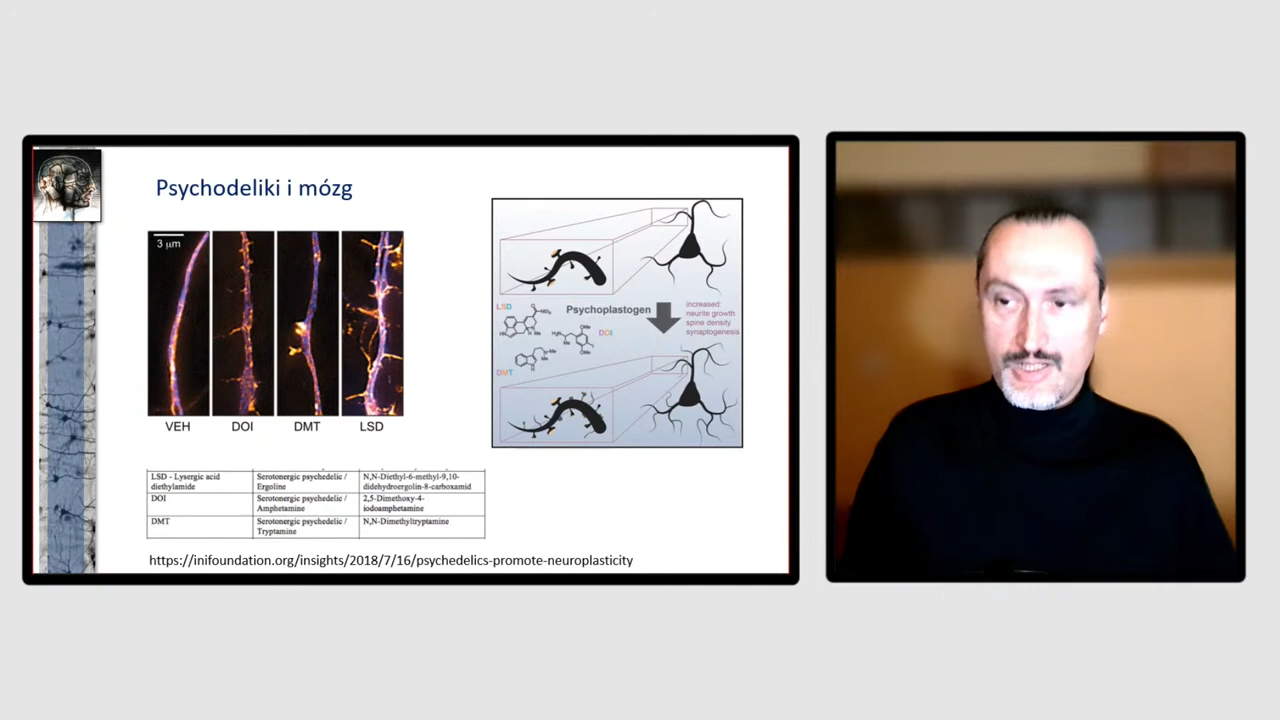 Psychodeliki i mózg
3 μm
VEH
DOI
DMT
LSD
LSD
Psychoplastogen
DOI
DMT
increased:
neurite growth
spine density
synaptogenesis
LSD - Lysergic acid
diethylamide
Serotonergic psychedelic /
Ergoline
N,N-Diethyl-6-methyl-9,10-
didehydroergolin-8-carboxamid
DOI
Serotonergic psychedelic /
Amphetamine
2,5-Dimethoxy-4-
iodoamphetamine
DMT
Serotonergic psychedelic /
Tryptamine
N,N-Dimethyltryptamine
https://inifoundation.org/insights/2018/7/16/psychedelics-promote-neuroplasticity